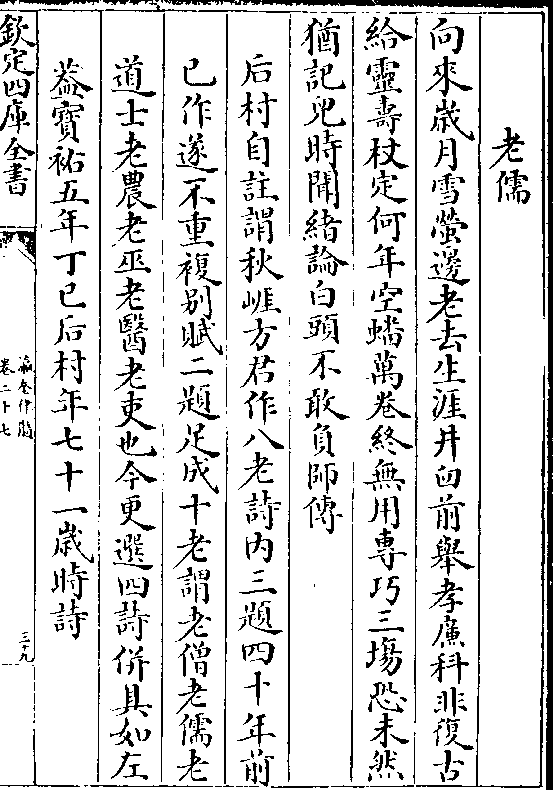 老儒
向來歲月雪螢邊老去生涯井臼前舉孝廉科非復古
給靈壽杖定何年空蟠萬卷終無用専巧三塲恐未然
猶記兒時聞緒論白頭不敢負師傳
后村自註謂秋崕方君作八老詩内三題四十年前
已作遂不重複别賦二題足成十老謂老僧老儒老
道士老農老巫老醫老吏也今更選四詩併具如左
葢寳祐五年丁巳后村年七十一歲時詩
欽定四庫全書
瀛奎律髓
卷二十七
三十九